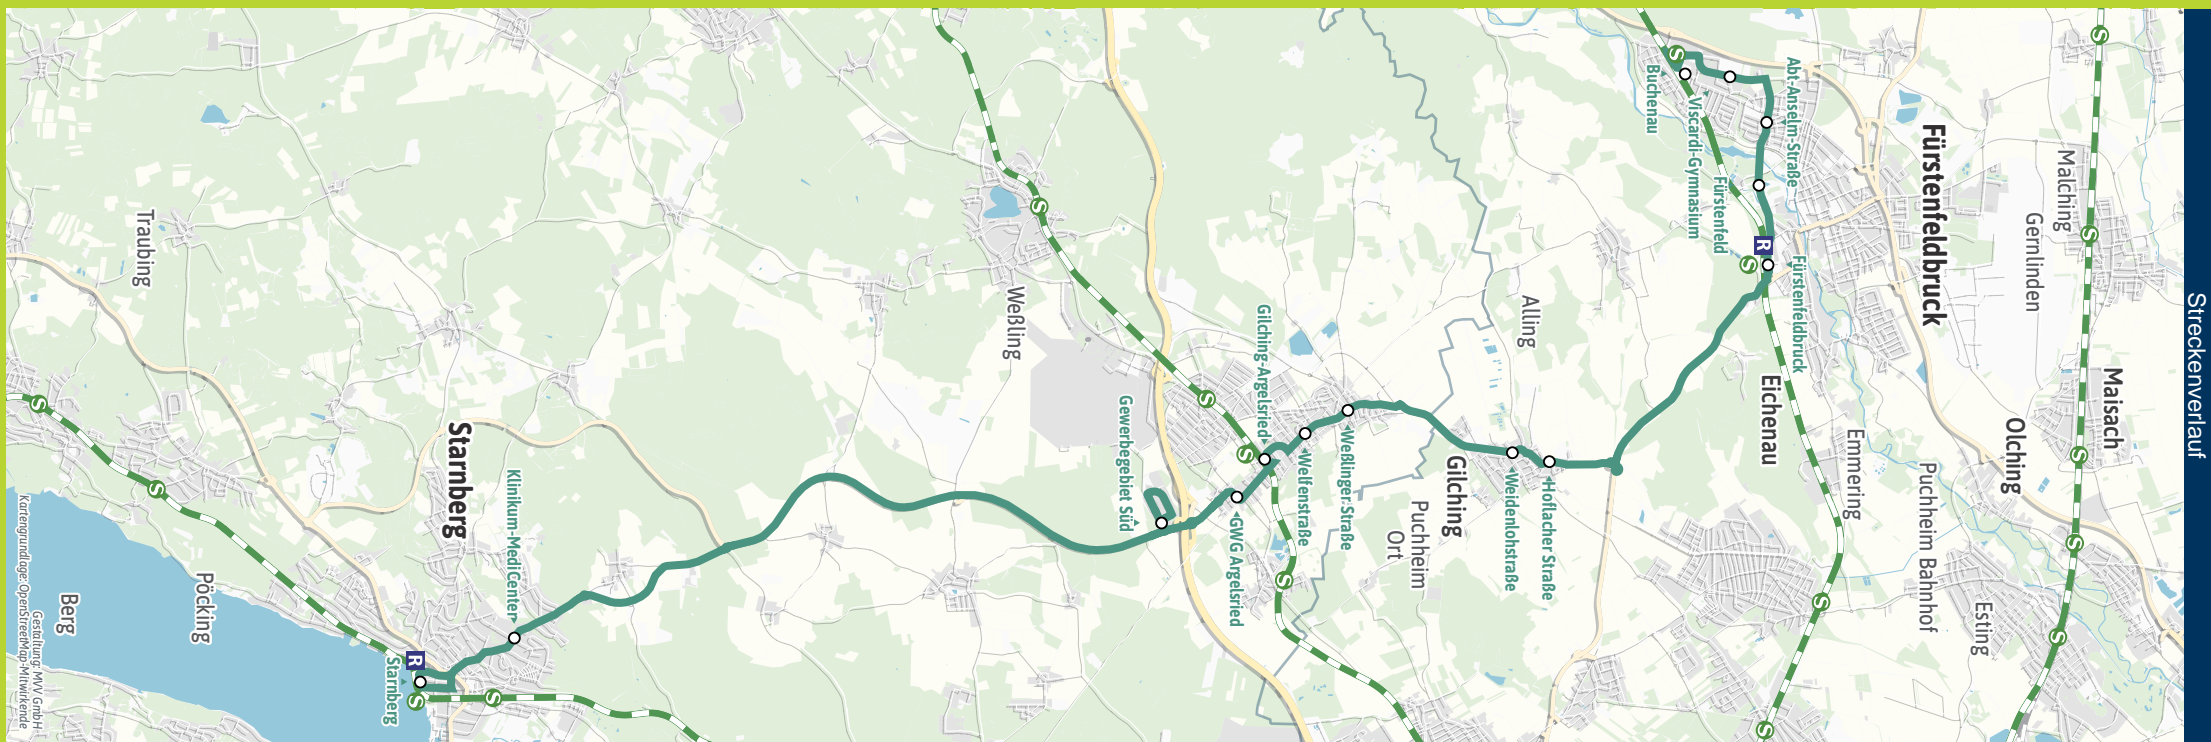 Streckenverlauf
Malching
Gernlinden
Maisach
Olching
Esting
Fürstenfeldbruck
Emmering
Puchheim Bahnhof
Eichenau
Abt-Anselm-Straße
Buchenau
Viscardi-Gymnasium
Fürstenfeld
R
S
Fürstenfeldbruck
Alling
Hoflacher Straße
Weidenlohstraße
Gilching
Puchheim
Ort
Weßlinger Straße
Welfenstraße
Gilching-Argelsried
GWG Argelsried
Gewerbegebiet Süd
Weßling
Klinikum-MediCenter
Starnberg
R
S
Starnberg
Traubing
Pöcking
Berg
Gestaltung: MVV GmbH
Kartengrundlage: OpenStreetMap-Mitwirkende